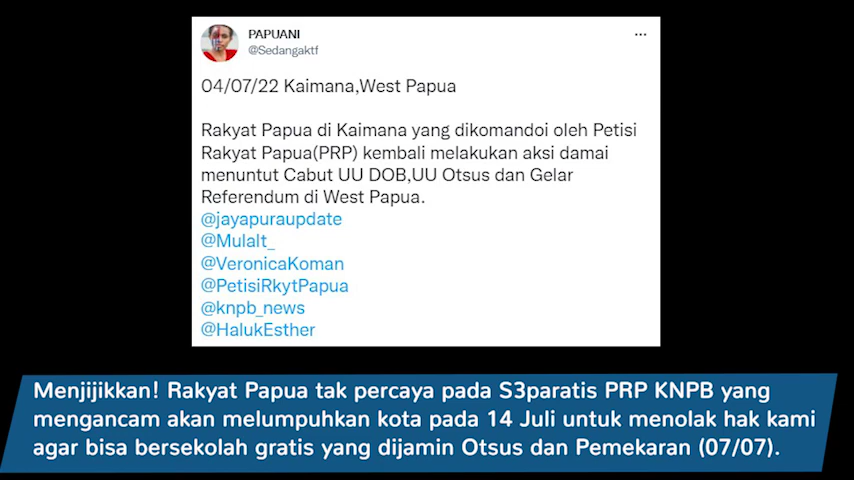 PAPUANI
@Sedangaktf
04/07/22 Kaimana,West Papua
Rakyat Papua di Kaimana yang dikomandoi oleh Petisi
Rakyat Papua(PRP) kembali melakukan aksi damai
menuntut Cabut UU DOB,UU Otsus dan Gelar
Referendum di West Papua.
@jayapuraupdate
@Mulalt_
@VeronicaKoman
@PetisiRkytPapua
@knpb_news
@HalukEsther
Menjijikkan! Rakyat Papua tak percaya pada S3paratis PRP KNPB yang
mengancam akan melumpuhkan kota pada 14 Juli untuk menolak hak kami
agar bisa bersekolah gratis yang dijamin Otsus dan Pemekaran (07/07).